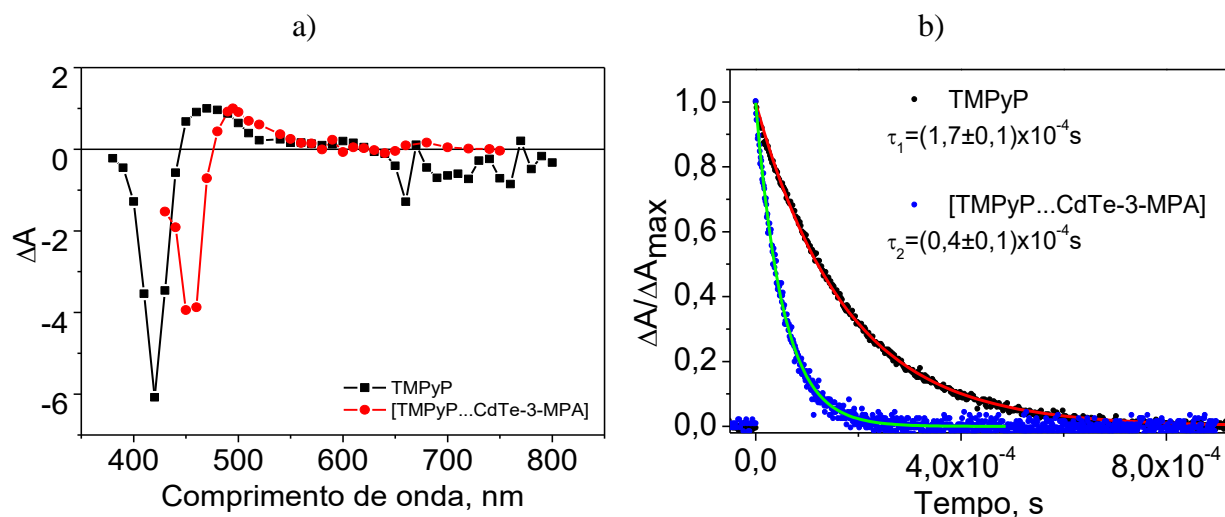 a)
2
0
-2
-4
-6
ΔA
TMPyP
[TMPyP...CdTe-3-MPA]
400 500 600 700 800
Comprimento de onda, nm
b)
1,0
0,8
0,6
0,4
0,2
0,0
ΔA/ΔAmax
TMPyP
τ1=(1,7±0,1)x10-4s
[TMPyP...CdTe-3-MPA]
τ2=(0,4±0,1)x10-4s
0,0 4,0x10-4 8,0x10-4
Tempo, s